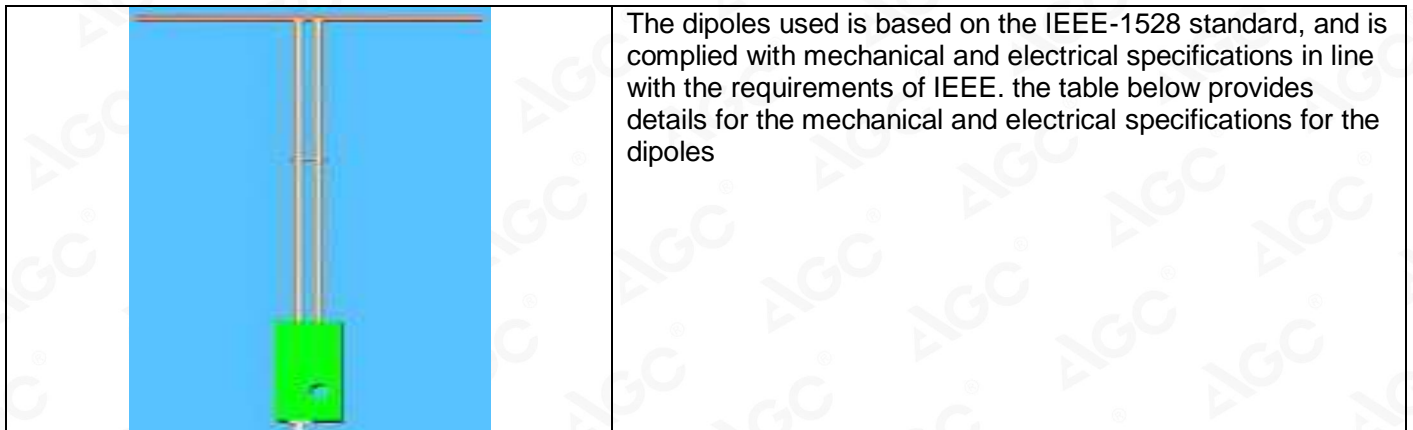 The dipoles used is based on the IEEE-1528 standard, and is
complied with mechanical and electrical specifications in line
with the requirements of IEEE. the table below provides
details for the mechanical and electrical specifications for the
dipoles